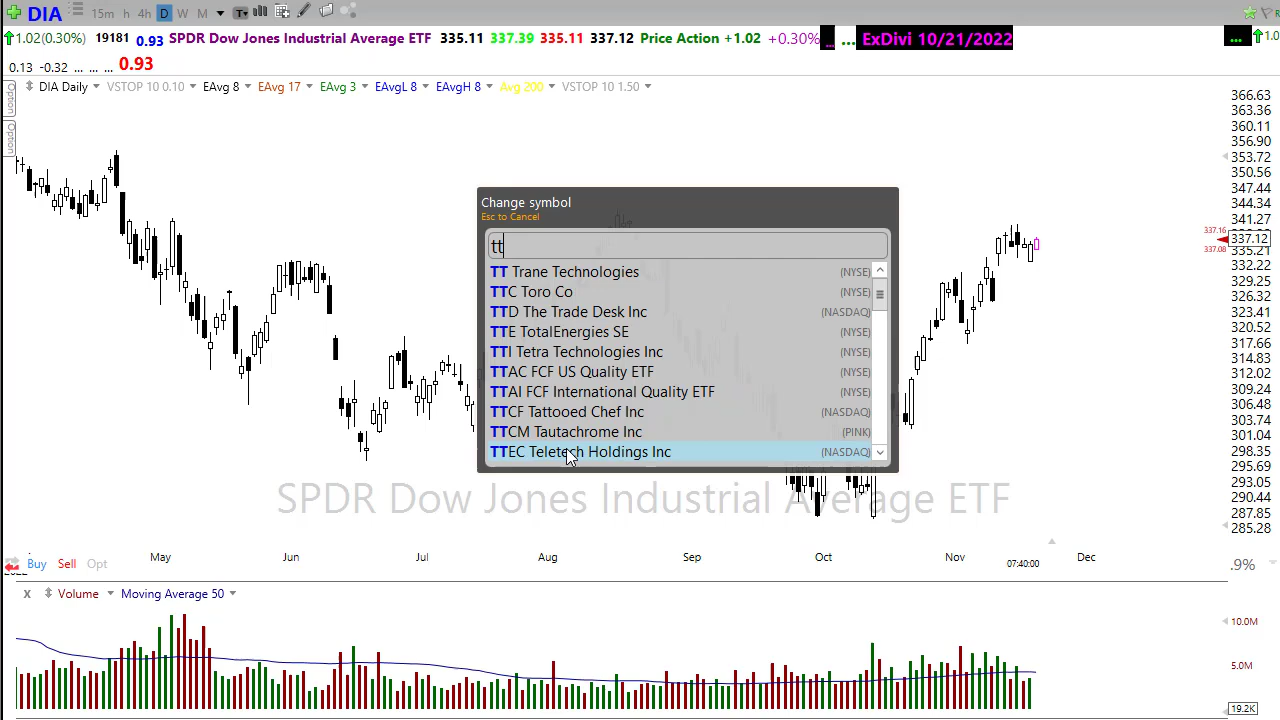 DIA 15m h 4h D W M T
1.02(0.30%) 19181 0.93 SPDR Dow Jones Industrial Average ETF 335.11 337.39 335.11 337.12 Price Action +1.02 +0.30% ... ... ExDivi 10/21/2022 ... 1.0
0.13 -0.32 ... ... ... 0.93
DIA Daily VSTOP 10 0.10 EAvg 8 EAvg 17 EAvg 3 EAvgL 8 EAvgH 8 Avg 200 VSTOP 10 1.50
Option
Option
366.63
363.36
360.11
356.90
353.72
350.56
347.44
344.34
341.27
337.16
337.12
337.08
335.21
332.22
329.25
326.32
323.41
320.52
317.66
314.83
312.02
309.24
306.48
303.74
301.04
298.35
295.69
293.05
290.44
287.85
285.28
Change symbol
Esc to Cancel
tt
TT Trane Technologies (NYSE)
TTC Toro Co (NYSE)
TTD The Trade Desk Inc (NASDAQ)
TTE TotalEnergies SE (NYSE)
TTI Tetra Technologies Inc (NYSE)
TTAC FCF US Quality ETF (NYSE)
TTAI FCF International Quality ETF (NYSE)
TTCF Tattooed Chef Inc (NASDAQ)
TTCM Tautachrome Inc (PINK)
TTEC Teletech Holdings Inc (NASDAQ)
SPDR Dow Jones Industrial Average ETF
May Jun Jul Aug Sep Oct Nov Dec
Buy Sell Opt 07:40:00 .9%
X Volume Moving Average 50
10.0M
5.0M
19.2K